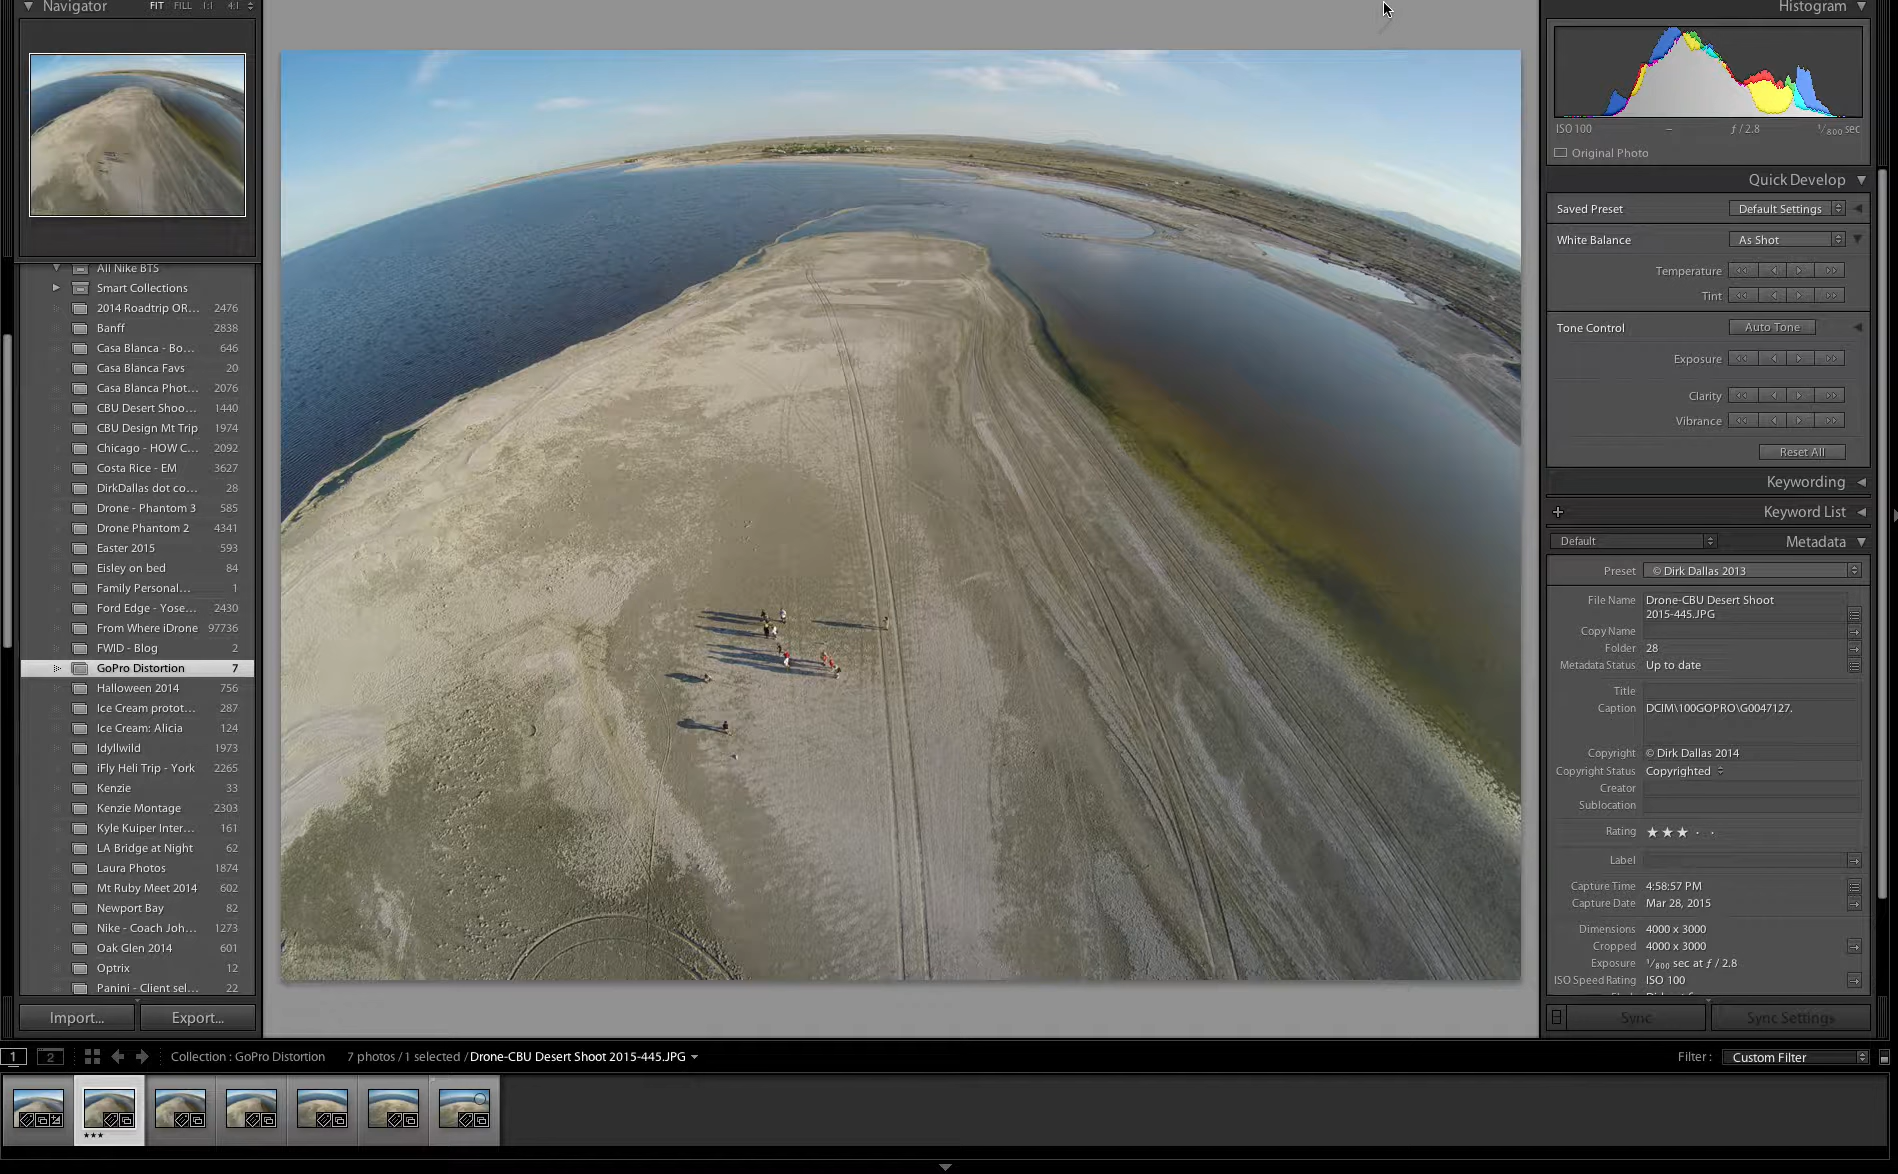 Navigator FIT FILL 1:1 4:1
All Nike BTS
Smart Collections
2014 Roadtrip OR... 2476
Banff 2838
Casa Blanca - Bo... 646
Casa Blanca Favs 20
Casa Blanca Phot... 2076
CBU Desert Shoo... 1440
CBU Design Mt Trip 1974
Chicago - HOW C... 2092
Costa Rice - EM 3627
DirkDallas dot co... 28
Drone - Phantom 3 585
Drone Phantom 2 4341
Easter 2015 593
Eisley on bed 84
Family Personal... 1
Ford Edge - Yose... 2430
From Where iDrone 97736
FWID - Blog 2
GoPro Distortion 7
Halloween 2014 756
Ice Cream protot... 287
Ice Cream: Alicia 124
Idyllwild 1973
iFly Heli Trip - York 2265
Kenzie 33
Kenzie Montage 2303
Kyle Kuiper Inter... 161
LA Bridge at Night 62
Laura Photos 1874
Mt Ruby Meet 2014 602
Newport Bay 82
Nike - Coach Joh... 1273
Oak Glen 2014 601
Optrix 12
Panini - Client sel... 22
Import... Export...
Histogram
ISO 100 – ƒ / 2.8 1/800 sec
Original Photo
Quick Develop
Saved Preset Default Settings
White Balance As Shot
Temperature
Tint
Tone Control Auto Tone
Exposure
Clarity
Vibrance
Reset All
Keywording
+ Keyword List
Default Metadata
Preset © Dirk Dallas 2013
File Name Drone-CBU Desert Shoot
2015-445.JPG
Copy Name
Folder 28
Metadata Status Up to date
Title
Caption DCIM\100GOPRO\G0047127.
Copyright © Dirk Dallas 2014
Copyright Status Copyrighted
Creator
Sublocation
Rating ★ ★ ★ · ·
Label
Capture Time 4:58:57 PM
Capture Date Mar 28, 2015
Dimensions 4000 x 3000
Cropped 4000 x 3000
Exposure 1/800 sec at ƒ / 2.8
ISO Speed Rating ISO 100
Sync Sync Settings
1 2 Collection : GoPro Distortion 7 photos / 1 selected / Drone-CBU Desert Shoot 2015-445.JPG Filter : Custom Filter
★★★